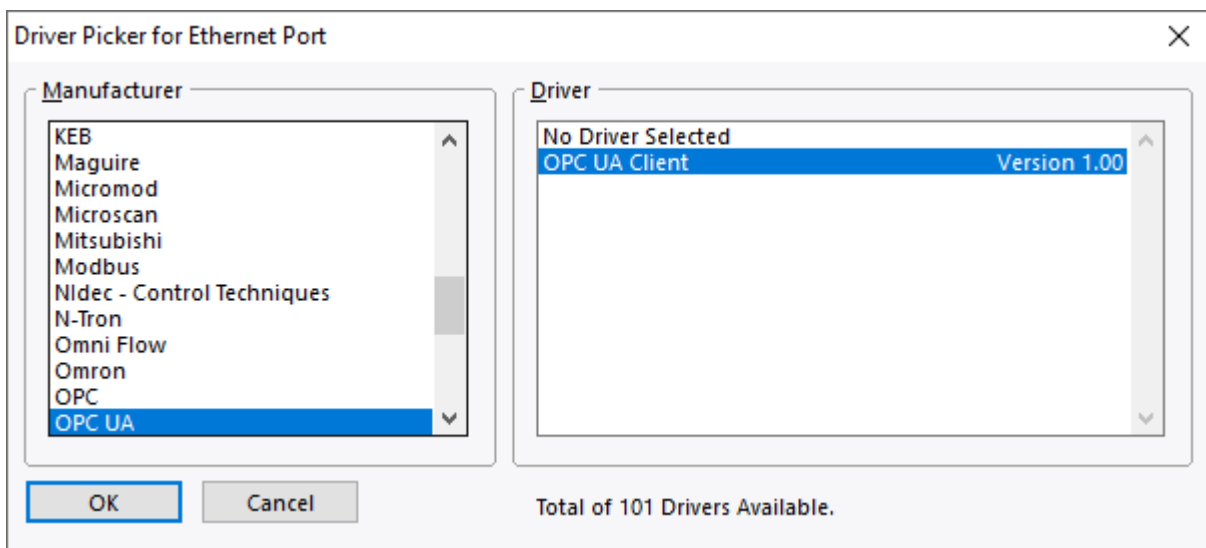 Driver Picker for Ethernet Port
Manufacturer
KEB
Maguire
Micromod
Microscan
Mitsubishi
Modbus
NIdec - Control Techniques
N-Tron
Omni Flow
Omron
OPC
OPC UA
Driver
No Driver Selected
OPC UA Client Version 1.00
OK
Cancel
Total of 101 Drivers Available.